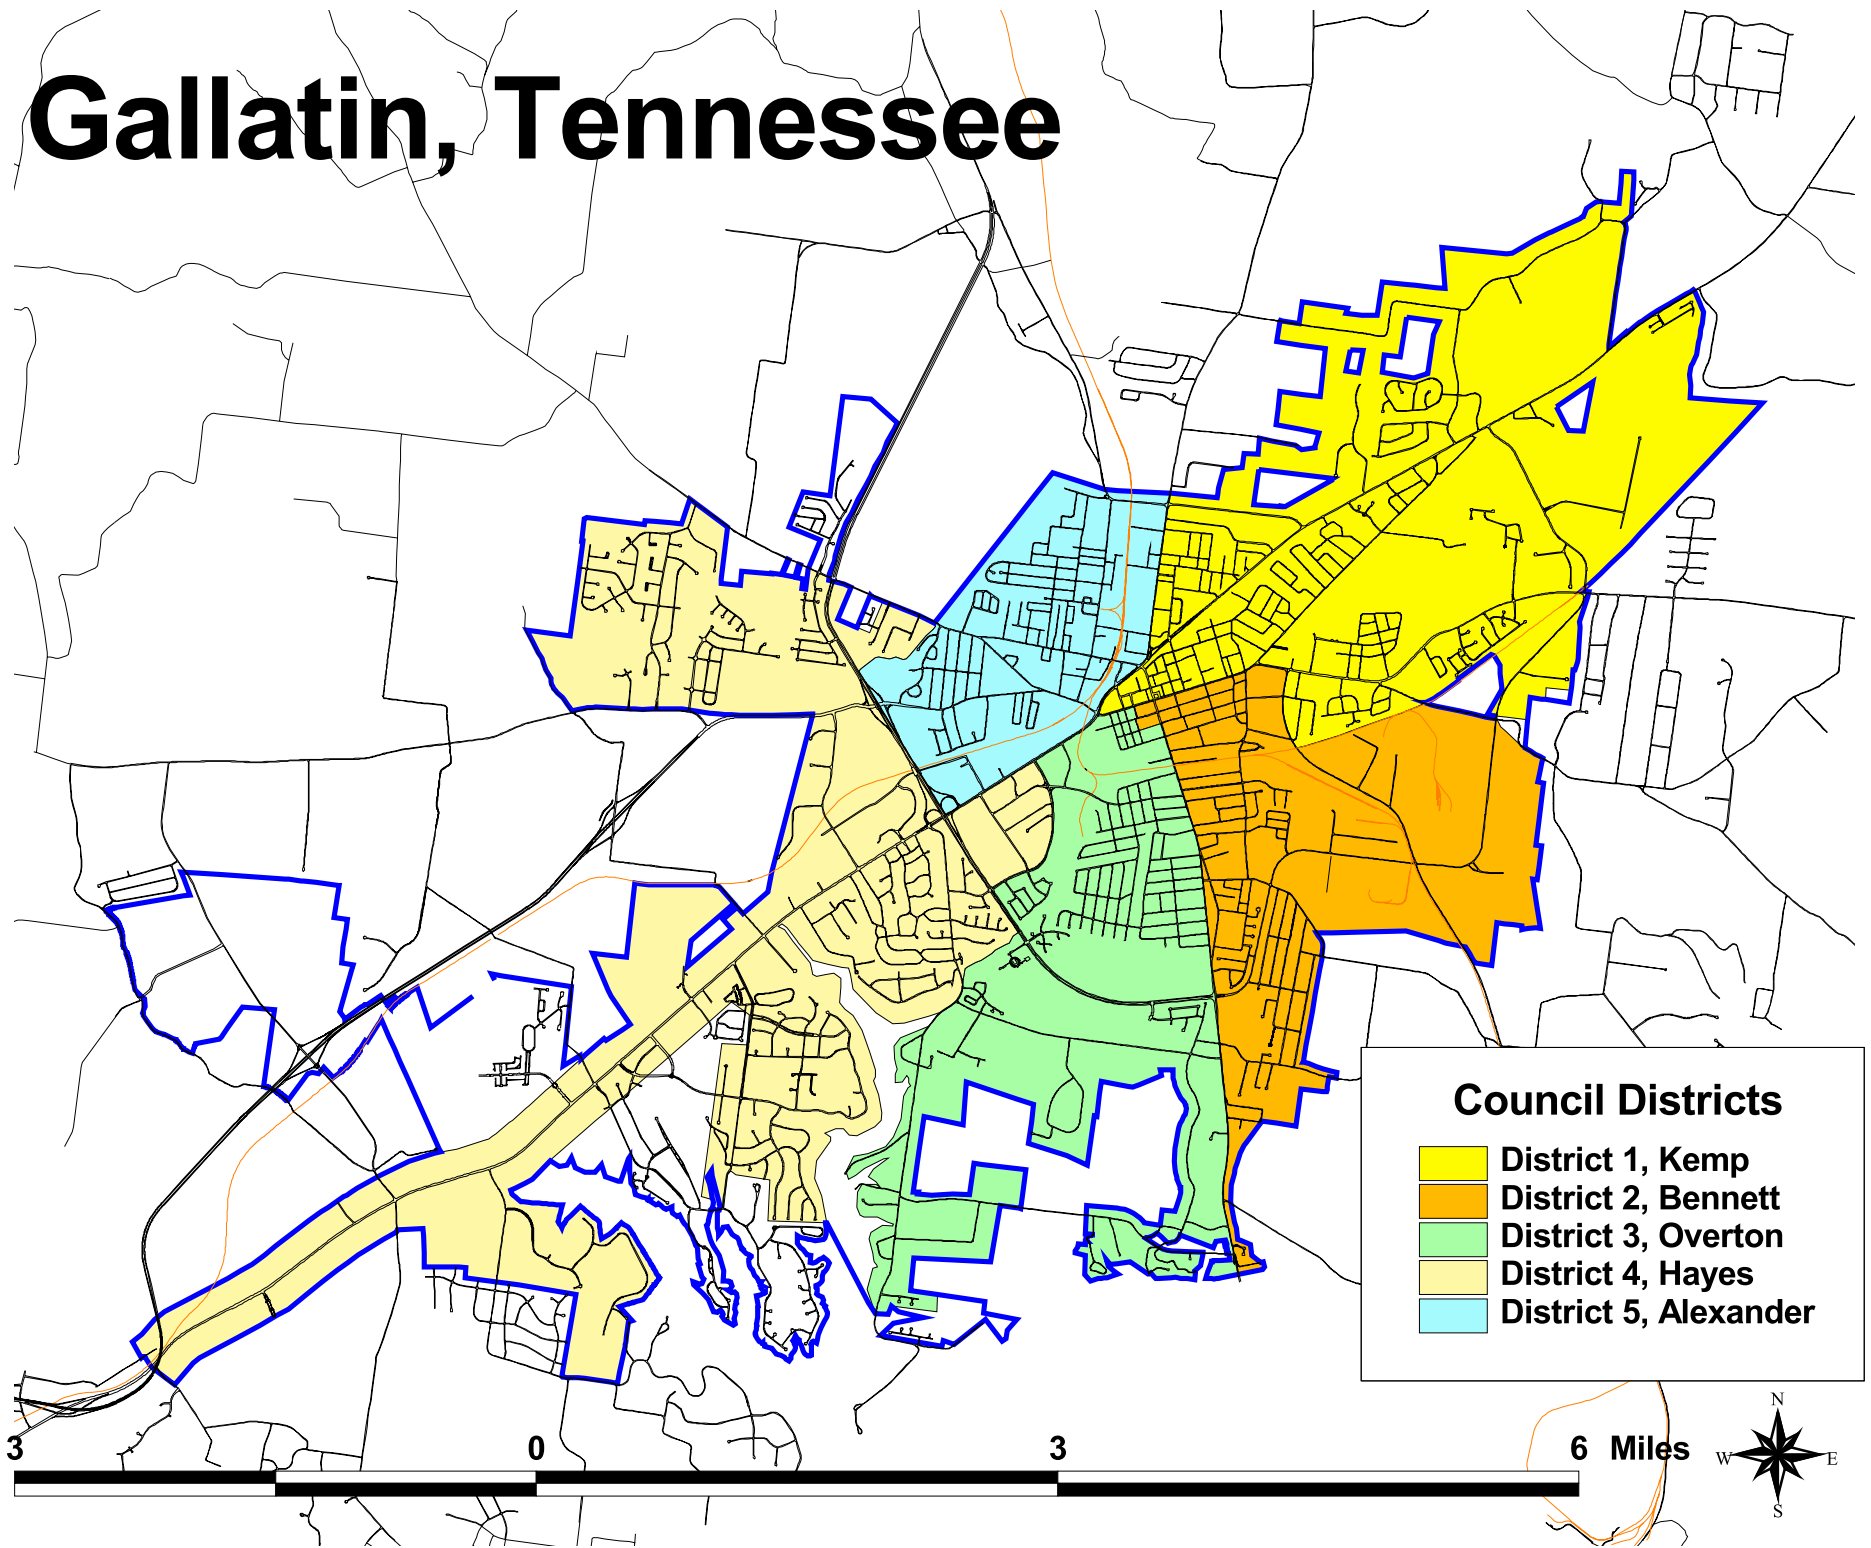 Gallatin, Tennessee
Council Districts
District 1, Kemp
District 2, Bennett
District 3, Overton
District 4, Hayes
District 5, Alexander
3 0 3 6 Miles
N
W E
S